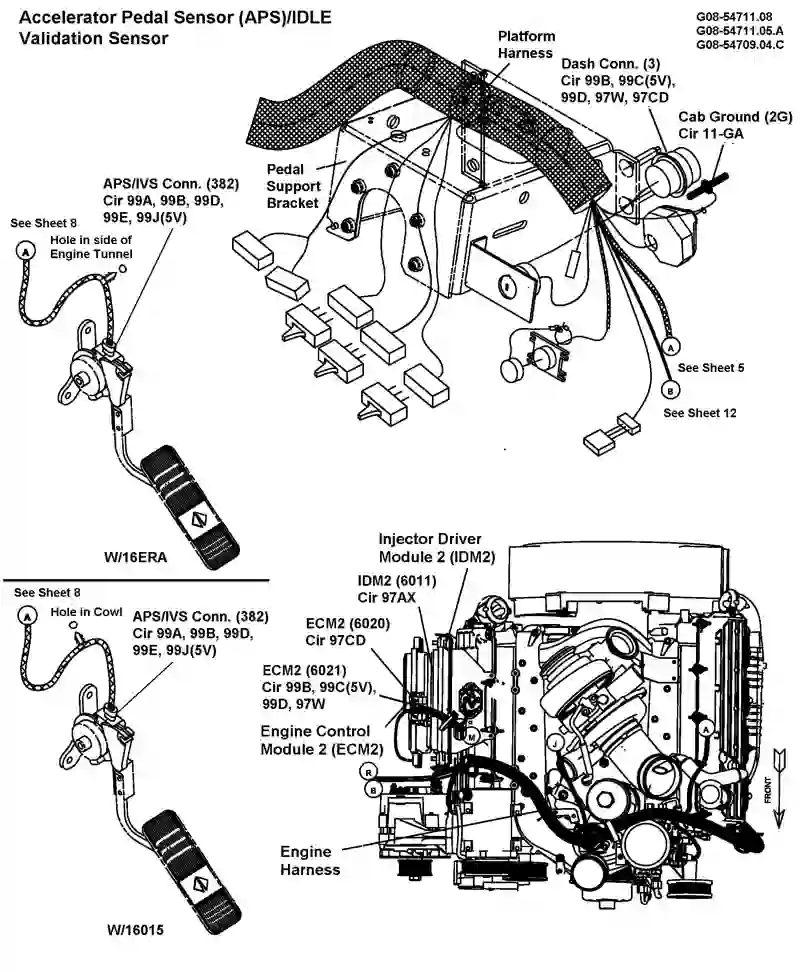 Accelerator Pedal Sensor (APS)/IDLE
Validation Sensor
G08-54711.08
G08-54711.05.A
G08-54709.04.C
Platform
Harness
Dash Conn. (3)
Cir 99B, 99C(5V),
99D, 97W, 97CD
Cab Ground (2G)
Cir 11-GA
Pedal
Support
Bracket
APS/IVS Conn. (382)
Cir 99A, 99B, 99D,
99E, 99J(5V)
See Sheet 8
Hole in side of
Engine Tunnel
A
A
See Sheet 5
B
See Sheet 12
W/16ERA
See Sheet 8
A
Hole in Cowl
APS/IVS Conn. (382)
Cir 99A, 99B, 99D,
99E, 99J(5V)
W/16015
Injector Driver
Module 2 (IDM2)
IDM2 (6011)
Cir 97AX
ECM2 (6020)
Cir 97CD
ECM2 (6021)
Cir 99B, 99C(5V),
99D, 97W
Engine Control
Module 2 (ECM2)
M
J
A
R
B
FRONT
Engine
Harness